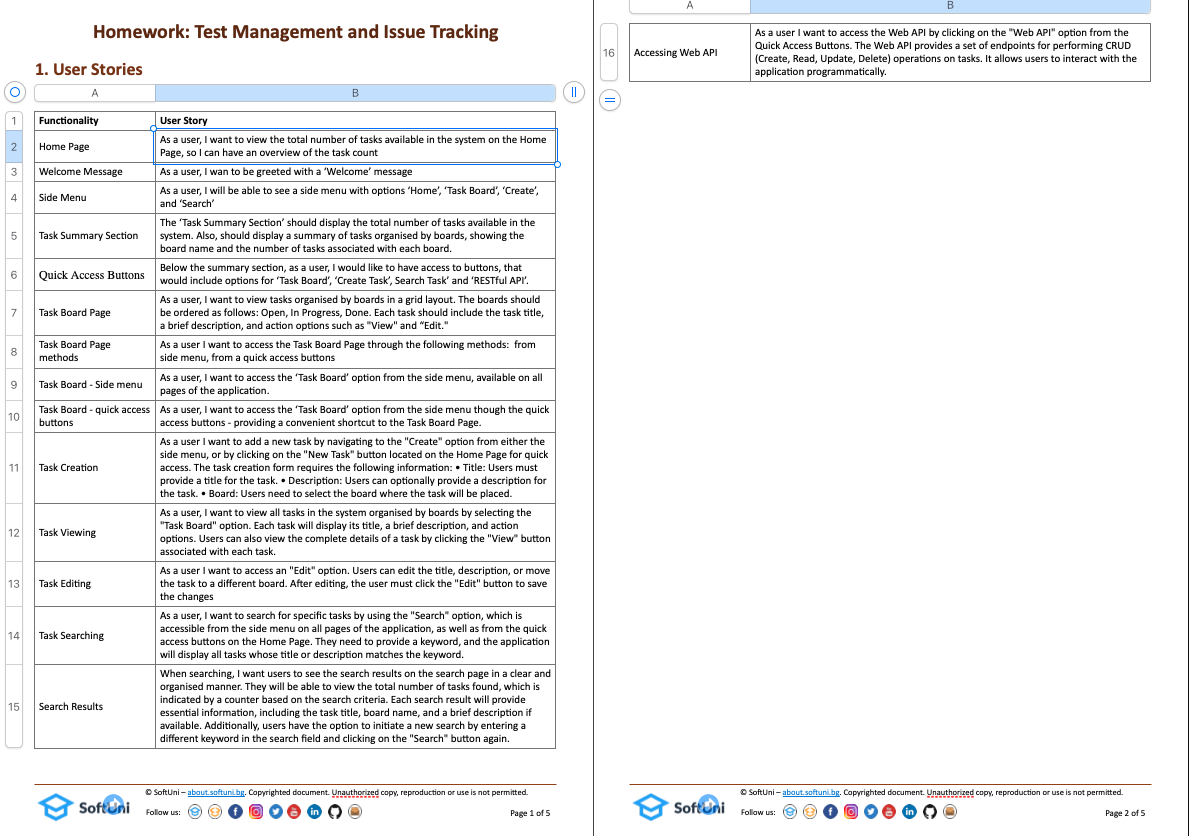 Homework: Test Management and Issue Tracking
1. User Stories
A B
1 Functionality User Story
2 Home Page As a user, I want to view the total number of tasks available in the system on the Home
Page, so I can have an overview of the task count
3 Welcome Message As a user, I wan to be greeted with a ‘Welcome’ message
4 Side Menu As a user, I will be able to see a side menu with options ‘Home’, ‘Task Board’, ‘Create’,
and ‘Search’
5 Task Summary Section The ‘Task Summary Section’ should display the total number of tasks available in the
system. Also, should display a summary of tasks organised by boards, showing the
board name and the number of tasks associated with each board.
6 Quick Access Buttons Below the summary section, as a user, I would like to have access to buttons, that
would include options for ‘Task Board’, ‘Create Task’, Search Task’ and ‘RESTful API’.
7 Task Board Page As a user, I want to view tasks organised by boards in a grid layout. The boards should
be ordered as follows: Open, In Progress, Done. Each task should include the task title,
a brief description, and action options such as "View" and “Edit."
8 Task Board Page
methods As a user I want to access the Task Board Page through the following methods:  from
side menu, from a quick access buttons
9 Task Board - Side menu As a user, I want to access the ‘Task Board’ option from the side menu, available on all
pages of the application.
10 Task Board - quick access
buttons As a user, I want to access the ‘Task Board’ option from the side menu though the quick
access buttons - providing a convenient shortcut to the Task Board Page.
11 Task Creation As a user I want to add a new task by navigating to the "Create" option from either the
side menu, or by clicking on the "New Task" button located on the Home Page for quick
access. The task creation form requires the following information: • Title: Users must
provide a title for the task. • Description: Users can optionally provide a description for
the task. • Board: Users need to select the board where the task will be placed.
12 Task Viewing As a user, I want to view all tasks in the system organised by boards by selecting the
"Task Board" option. Each task will display its title, a brief description, and action
options. Users can also view the complete details of a task by clicking the "View" button
associated with each task.
13 Task Editing As a user I want to access an "Edit" option. Users can edit the title, description, or move
the task to a different board. After editing, the user must click the "Edit" button to save
the changes
14 Task Searching As a user, I want to search for specific tasks by using the "Search" option, which is
accessible from the side menu on all pages of the application, as well as from the quick
access buttons on the Home Page. They need to provide a keyword, and the application
will display all tasks whose title or description matches the keyword.
15 Search Results When searching, I want users to see the search results on the search page in a clear and
organised manner. They will be able to view the total number of tasks found, which is
indicated by a counter based on the search criteria. Each search result will provide
essential information, including the task title, board name, and a brief description if
available. Additionally, users have the option to initiate a new search by entering a
different keyword in the search field and clicking on the "Search" button again.
SoftUni
© SoftUni – about.softuni.bg. Copyrighted document. Unauthorized copy, reproduction or use is not permitted.
Follow us:
Page 1 of 5
A B
16 Accessing Web API As a user I want to access the Web API by clicking on the "Web API" option from the
Quick Access Buttons. The Web API provides a set of endpoints for performing CRUD
(Create, Read, Update, Delete) operations on tasks. It allows users to interact with the
application programmatically.
SoftUni
© SoftUni – about.softuni.bg. Copyrighted document. Unauthorized copy, reproduction or use is not permitted.
Follow us:
Page 2 of 5